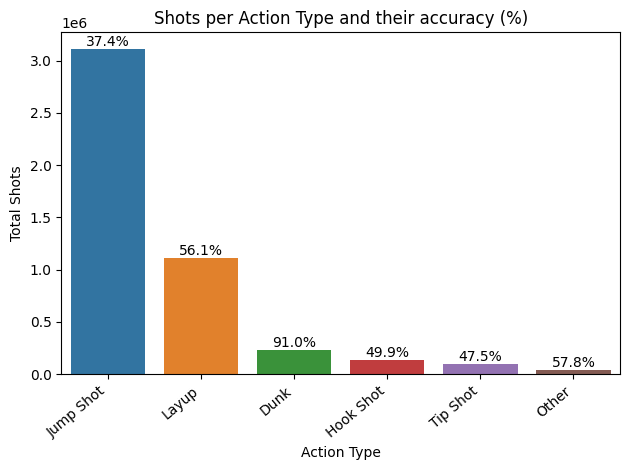 Shots per Action Type and their accuracy (%)
1e6
37.4%
56.1%
91.0%
49.9%
47.5%
57.8%
3.0
2.5
2.0
1.5
1.0
0.5
0.0
Total Shots
Jump Shot
Layup
Dunk
Hook Shot
Tip Shot
Other
Action Type